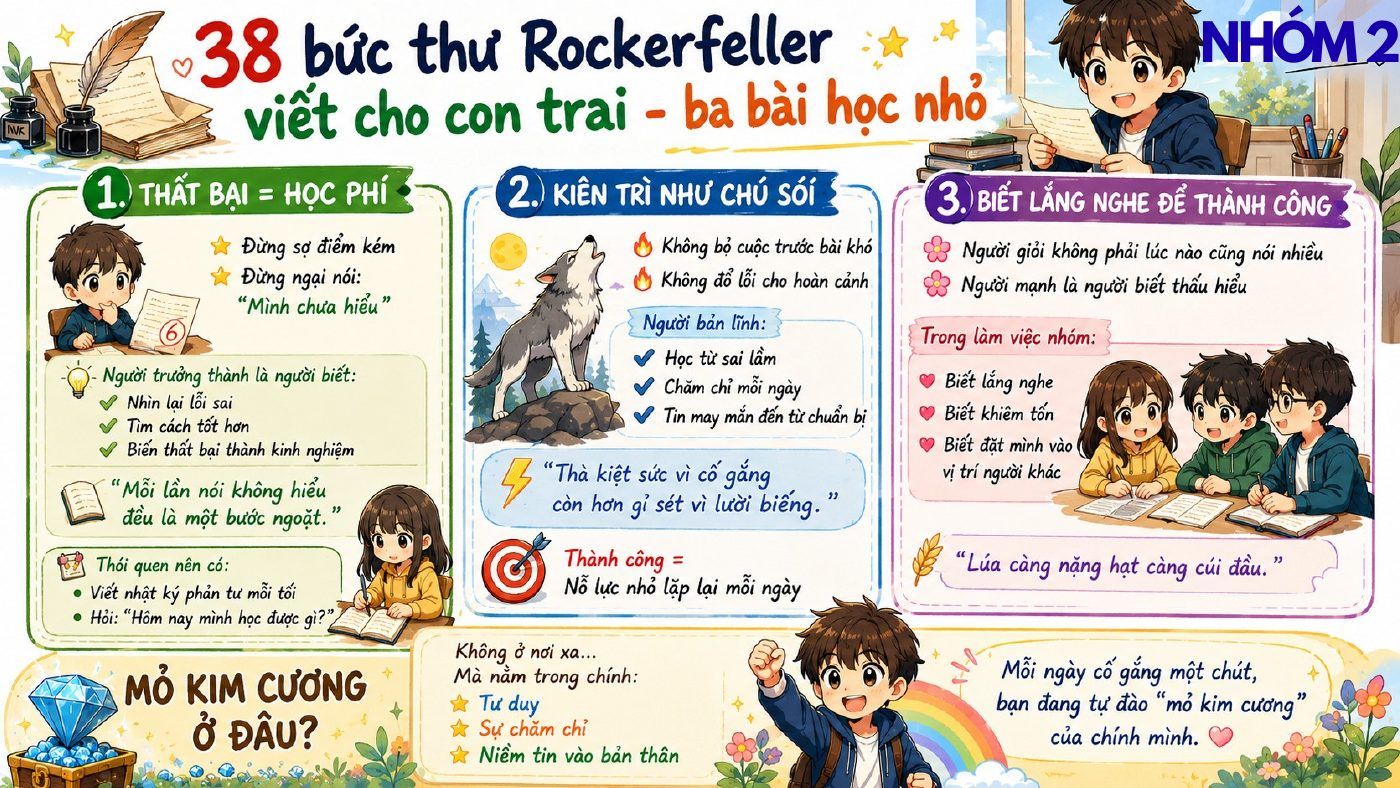 38 bức thư Rockerfeller
viết cho con trai - ba bài học nhỏ
NHÓM 2
INK
1. THẤT BẠI = HỌC PHÍ
Đừng sợ điểm kém
Đừng ngại nói:
“Mình chưa hiểu”
6
Người trưởng thành là người biết:
Nhìn lại lỗi sai
Tìm cách tốt hơn
Biến thất bại thành kinh nghiệm
“Mỗi lần nói không hiểu
đều là một bước ngoặt.”
Thói quen nên có:
• Viết nhật ký phản tư mỗi tối
• Hỏi: “Hôm nay mình học được gì?”
2. KIÊN TRÌ NHƯ CHÚ SÓI
Không bỏ cuộc trước bài khó
Không đổ lỗi cho hoàn cảnh
Người bản lĩnh:
Học từ sai lầm
Chăm chỉ mỗi ngày
Tin may mắn đến từ chuẩn bị
“Thà kiệt sức vì cố gắng
còn hơn gỉ sét vì lười biếng.”
Thành công =
Nỗ lực nhỏ lặp lại mỗi ngày
3. BIẾT LẮNG NGHE ĐỂ THÀNH CÔNG
Người giỏi không phải lúc nào cũng nói nhiều
Người mạnh là người biết thấu hiểu
Trong làm việc nhóm:
Biết lắng nghe
Biết khiêm tốn
Biết đặt mình vào
vị trí người khác
“Lúa càng nặng hạt càng cúi đầu.”
MỎ KIM CƯƠNG
Ở ĐÂU?
Không ở nơi xa...
Mà nằm trong chính:
Tư duy
Sự chăm chỉ
Niềm tin vào bản thân
Mỗi ngày cố gắng một chút,
bạn đang tự đào “mỏ kim cương”
của chính mình.